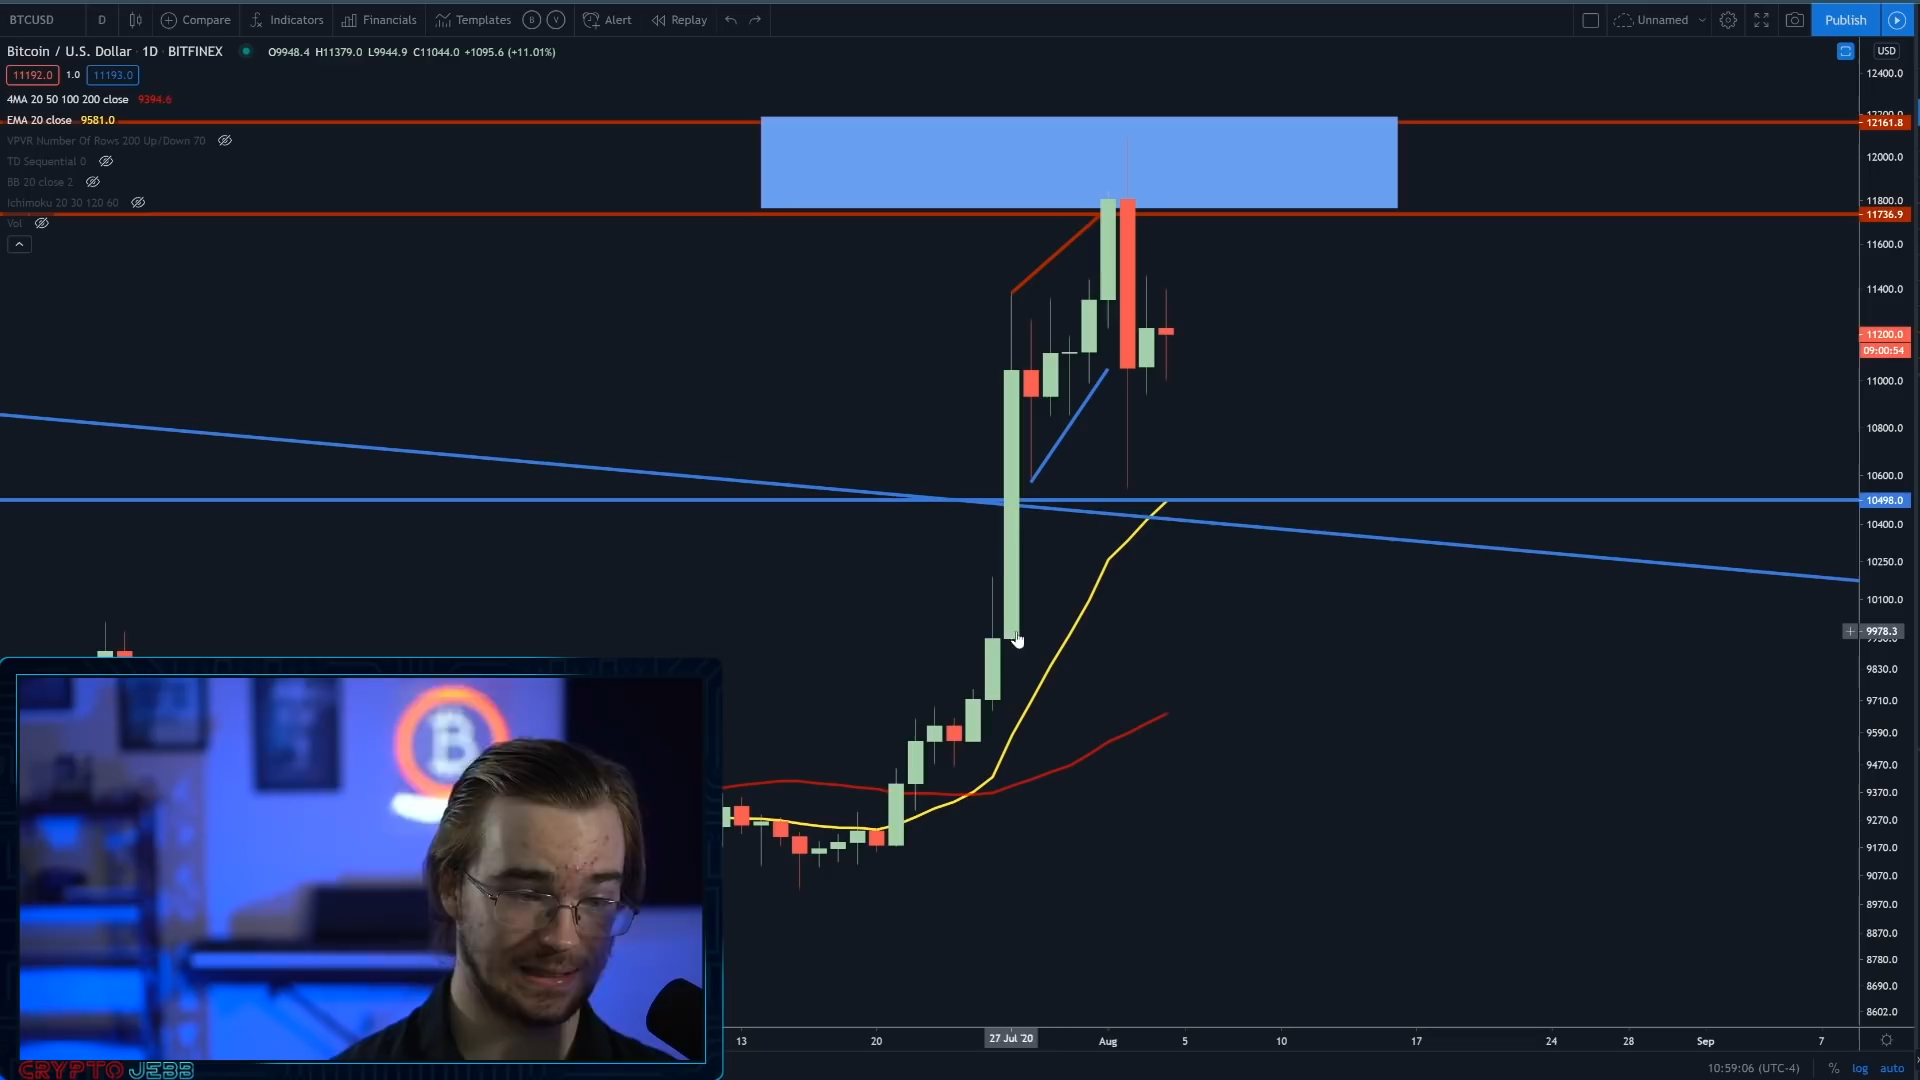 BTCUSD D Compare Indicators Financials Templates B V Alert Replay Unnamed Publish
Bitcoin / U.S. Dollar · 1D · BITFINEX O9948.4 H11379.0 L9944.9 C11044.0 +1095.6 (+11.01%) USD
11192.0 1.0 11193.0
4MA 20 50 100 200 close 9394.6
EMA 20 close 9581.0
VPVR Number Of Rows 200 Up/Down 70
TD Sequential 0
BB 20 close 2
Ichimoku 20 30 120 60
Vol
12400.0
12161.8
12000.0
11800.0
11736.9
11600.0
11400.0
11200.0
09:00:54
11000.0
10800.0
10600.0
10498.0
10400.0
10250.0
10100.0
9978.3
9830.0
9710.0
9590.0
9470.0
9370.0
9270.0
9170.0
9070.0
8970.0
8870.0
8780.0
8690.0
8602.0
13 20 27 Jul '20 Aug 5 10 17 24 28 Sep 7
10:59:06 (UTC-4) % log auto
CRYPTO JEBB